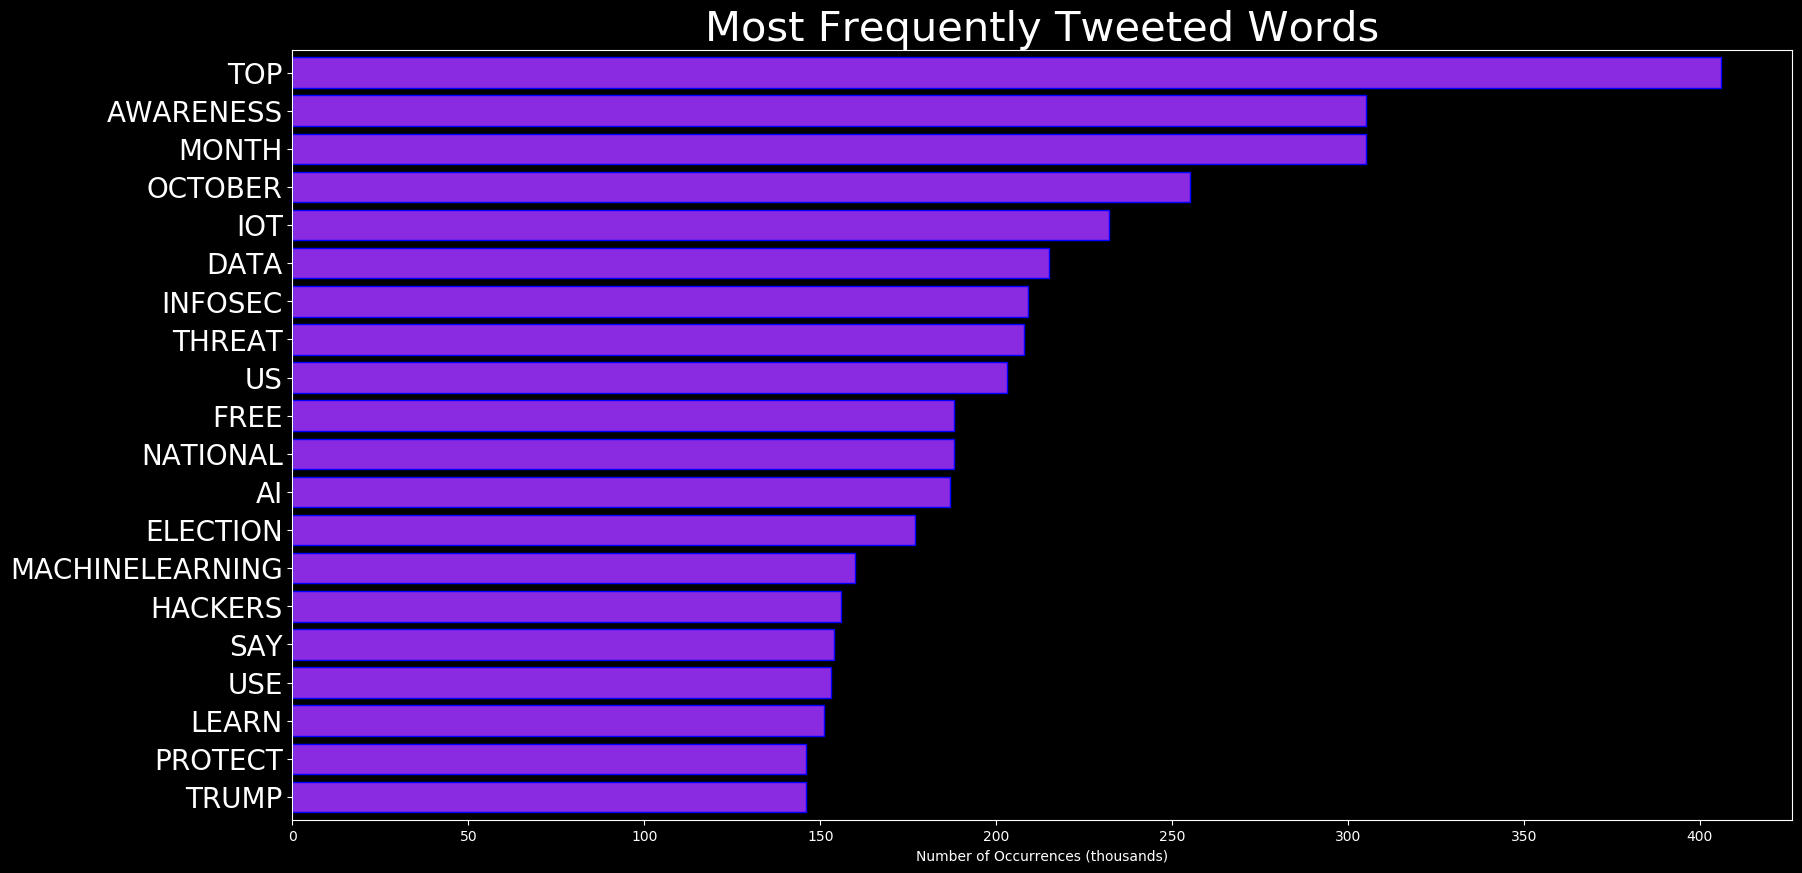 Most Frequently Tweeted Words
TOP
AWARENESS
MONTH
OCTOBER
IOT
DATA
INFOSEC
THREAT
US
FREE
NATIONAL
AI
ELECTION
MACHINELEARNING
HACKERS
SAY
USE
LEARN
PROTECT
TRUMP
0 50 100 150 200 250 300 350 400
Number of Occurrences (thousands)